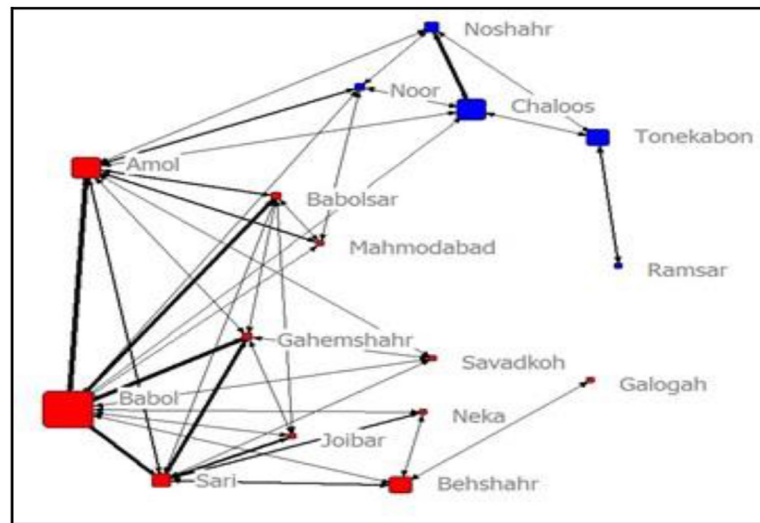 Noshahr
Noor
Chaloos
Tonekabon
Amol
Babolsar
Mahmodabad
Ramsar
Gahemshahr
Savadkoh
Galogah
Babol
Neka
Joibar
Sari
Behshahr